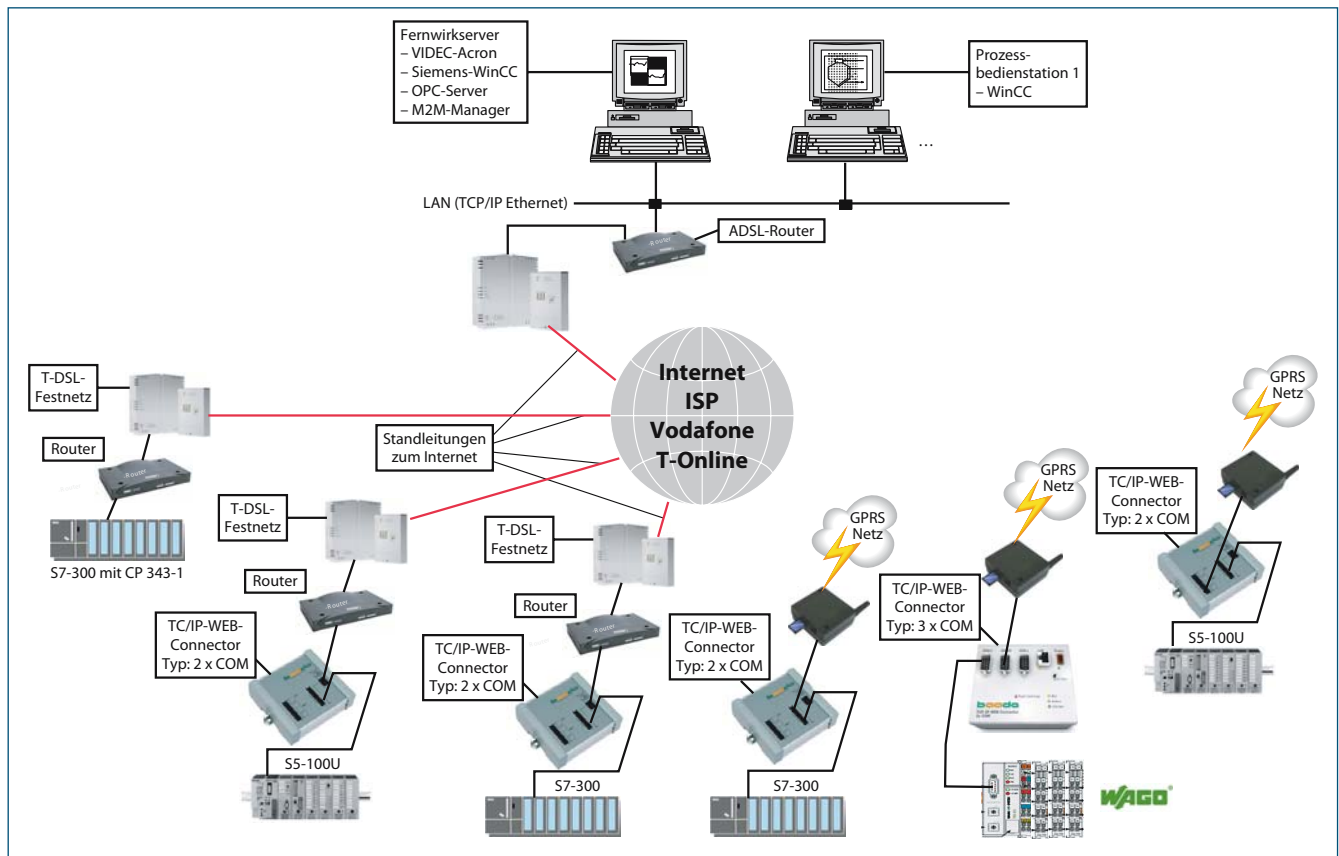 Fernwirkserver
– VIDEC-Acron
– Siemens-WinCC
– OPC-Server
– M2M-Manager
Prozess-
bedienstation 1
– WinCC
...
LAN (TCP/IP Ethernet)
-Router
ADSL-Router
Internet
ISP
Vodafone
T-Online
Standleitungen
zum Internet
T-DSL-
Festnetz
Router
-Router
S7-300 mit CP 343-1
T-DSL-
Festnetz
Router
-Router
TC/IP-WEB-
Connector
Typ: 2 x COM
S5-100U
T-DSL-
Festnetz
Router
-Router
TC/IP-WEB-
Connector
Typ: 2 x COM
S7-300
GPRS
Netz
TC/IP-WEB-
Connector
Typ: 2 x COM
S7-300
GPRS
Netz
TC/IP-WEB-
Connector
Typ: 3 x COM
WAGO®
GPRS
Netz
TC/IP-WEB-
Connector
Typ: 2 x COM
S5-100U